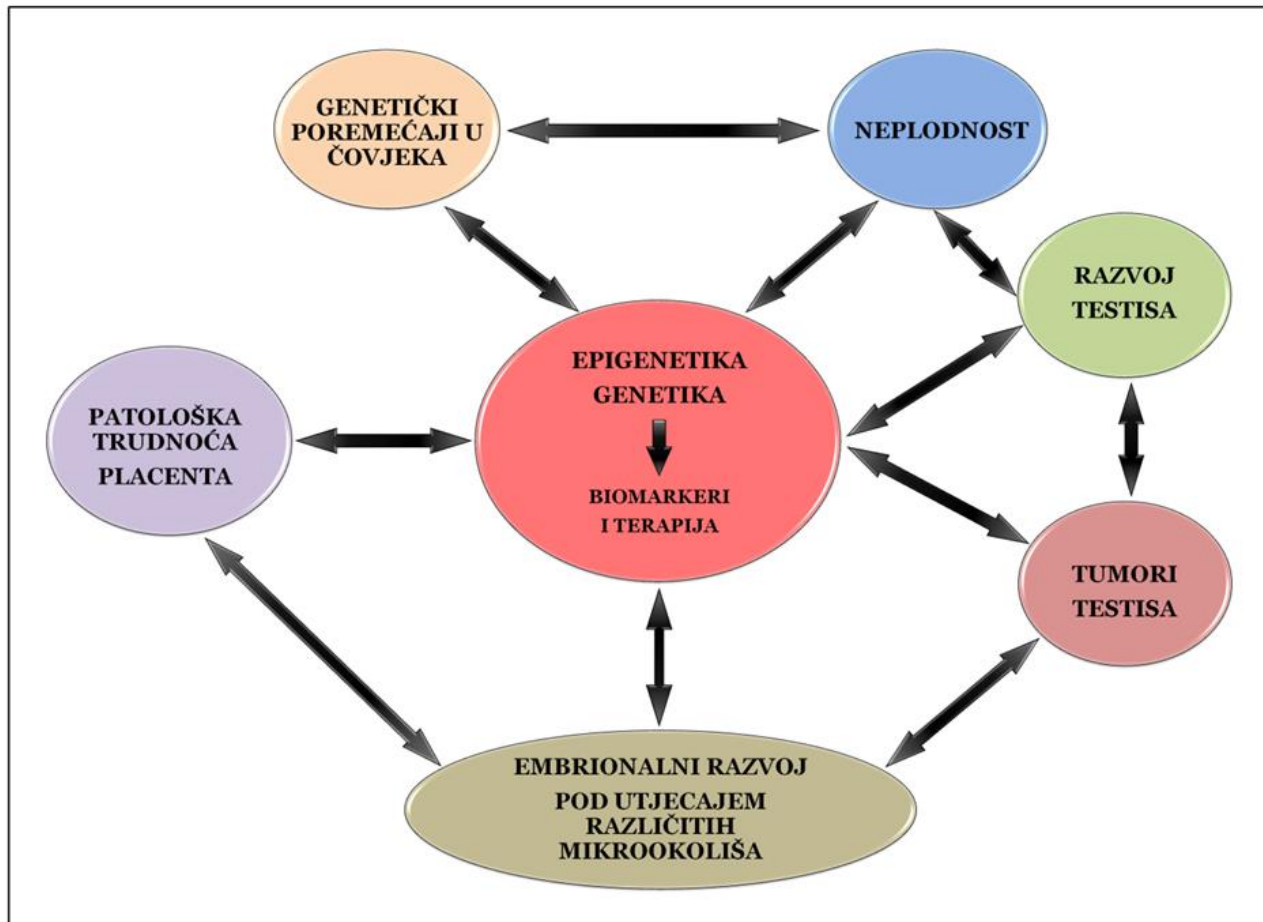 GENETIČKI
POREMEĆAJI U
ČOVJEKA
NEPLODNOST
RAZVOJ
TESTISA
EPIGENETIKA
GENETIKA
BIOMARKERI
I TERAPIJA
PATOLOŠKA
TRUDNOĆA
PLACENTA
TUMORI
TESTISA
EMBRIONALNI RAZVOJ
POD UTJECAJEM
RAZLIČITIH
MIKROOKOLIŠA